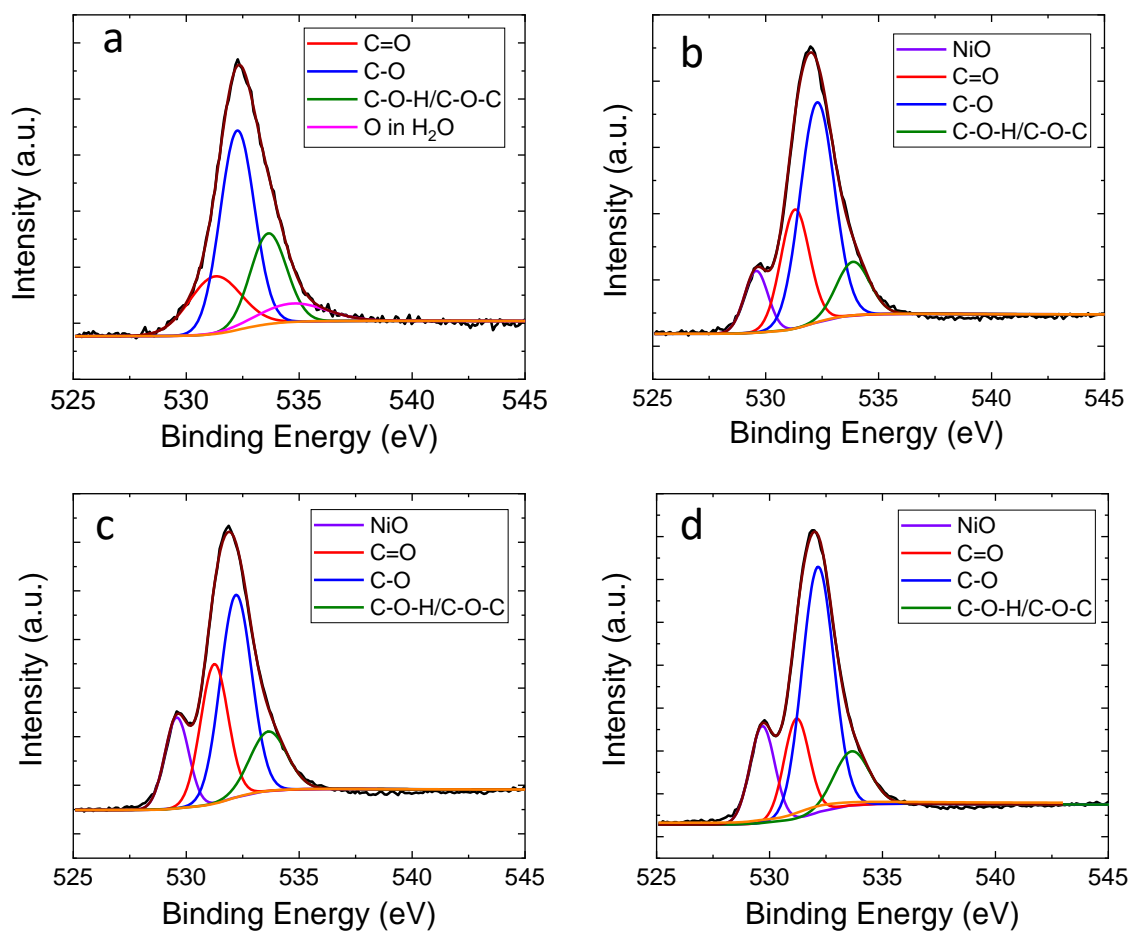 a
C=O
C-O
C-O-H/C-O-C
O in H₂O
Intensity (a.u.)
525 530 535 540 545
Binding Energy (eV)
b
NiO
C=O
C-O
C-O-H/C-O-C
Intensity (a.u.)
525 530 535 540 545
Binding Energy (eV)
c
NiO
C=O
C-O
C-O-H/C-O-C
Intensity (a.u.)
525 530 535 540 545
Binding Energy (eV)
d
NiO
C=O
C-O
C-O-H/C-O-C
Intensity (a.u.)
525 530 535 540 545
Binding Energy (eV)